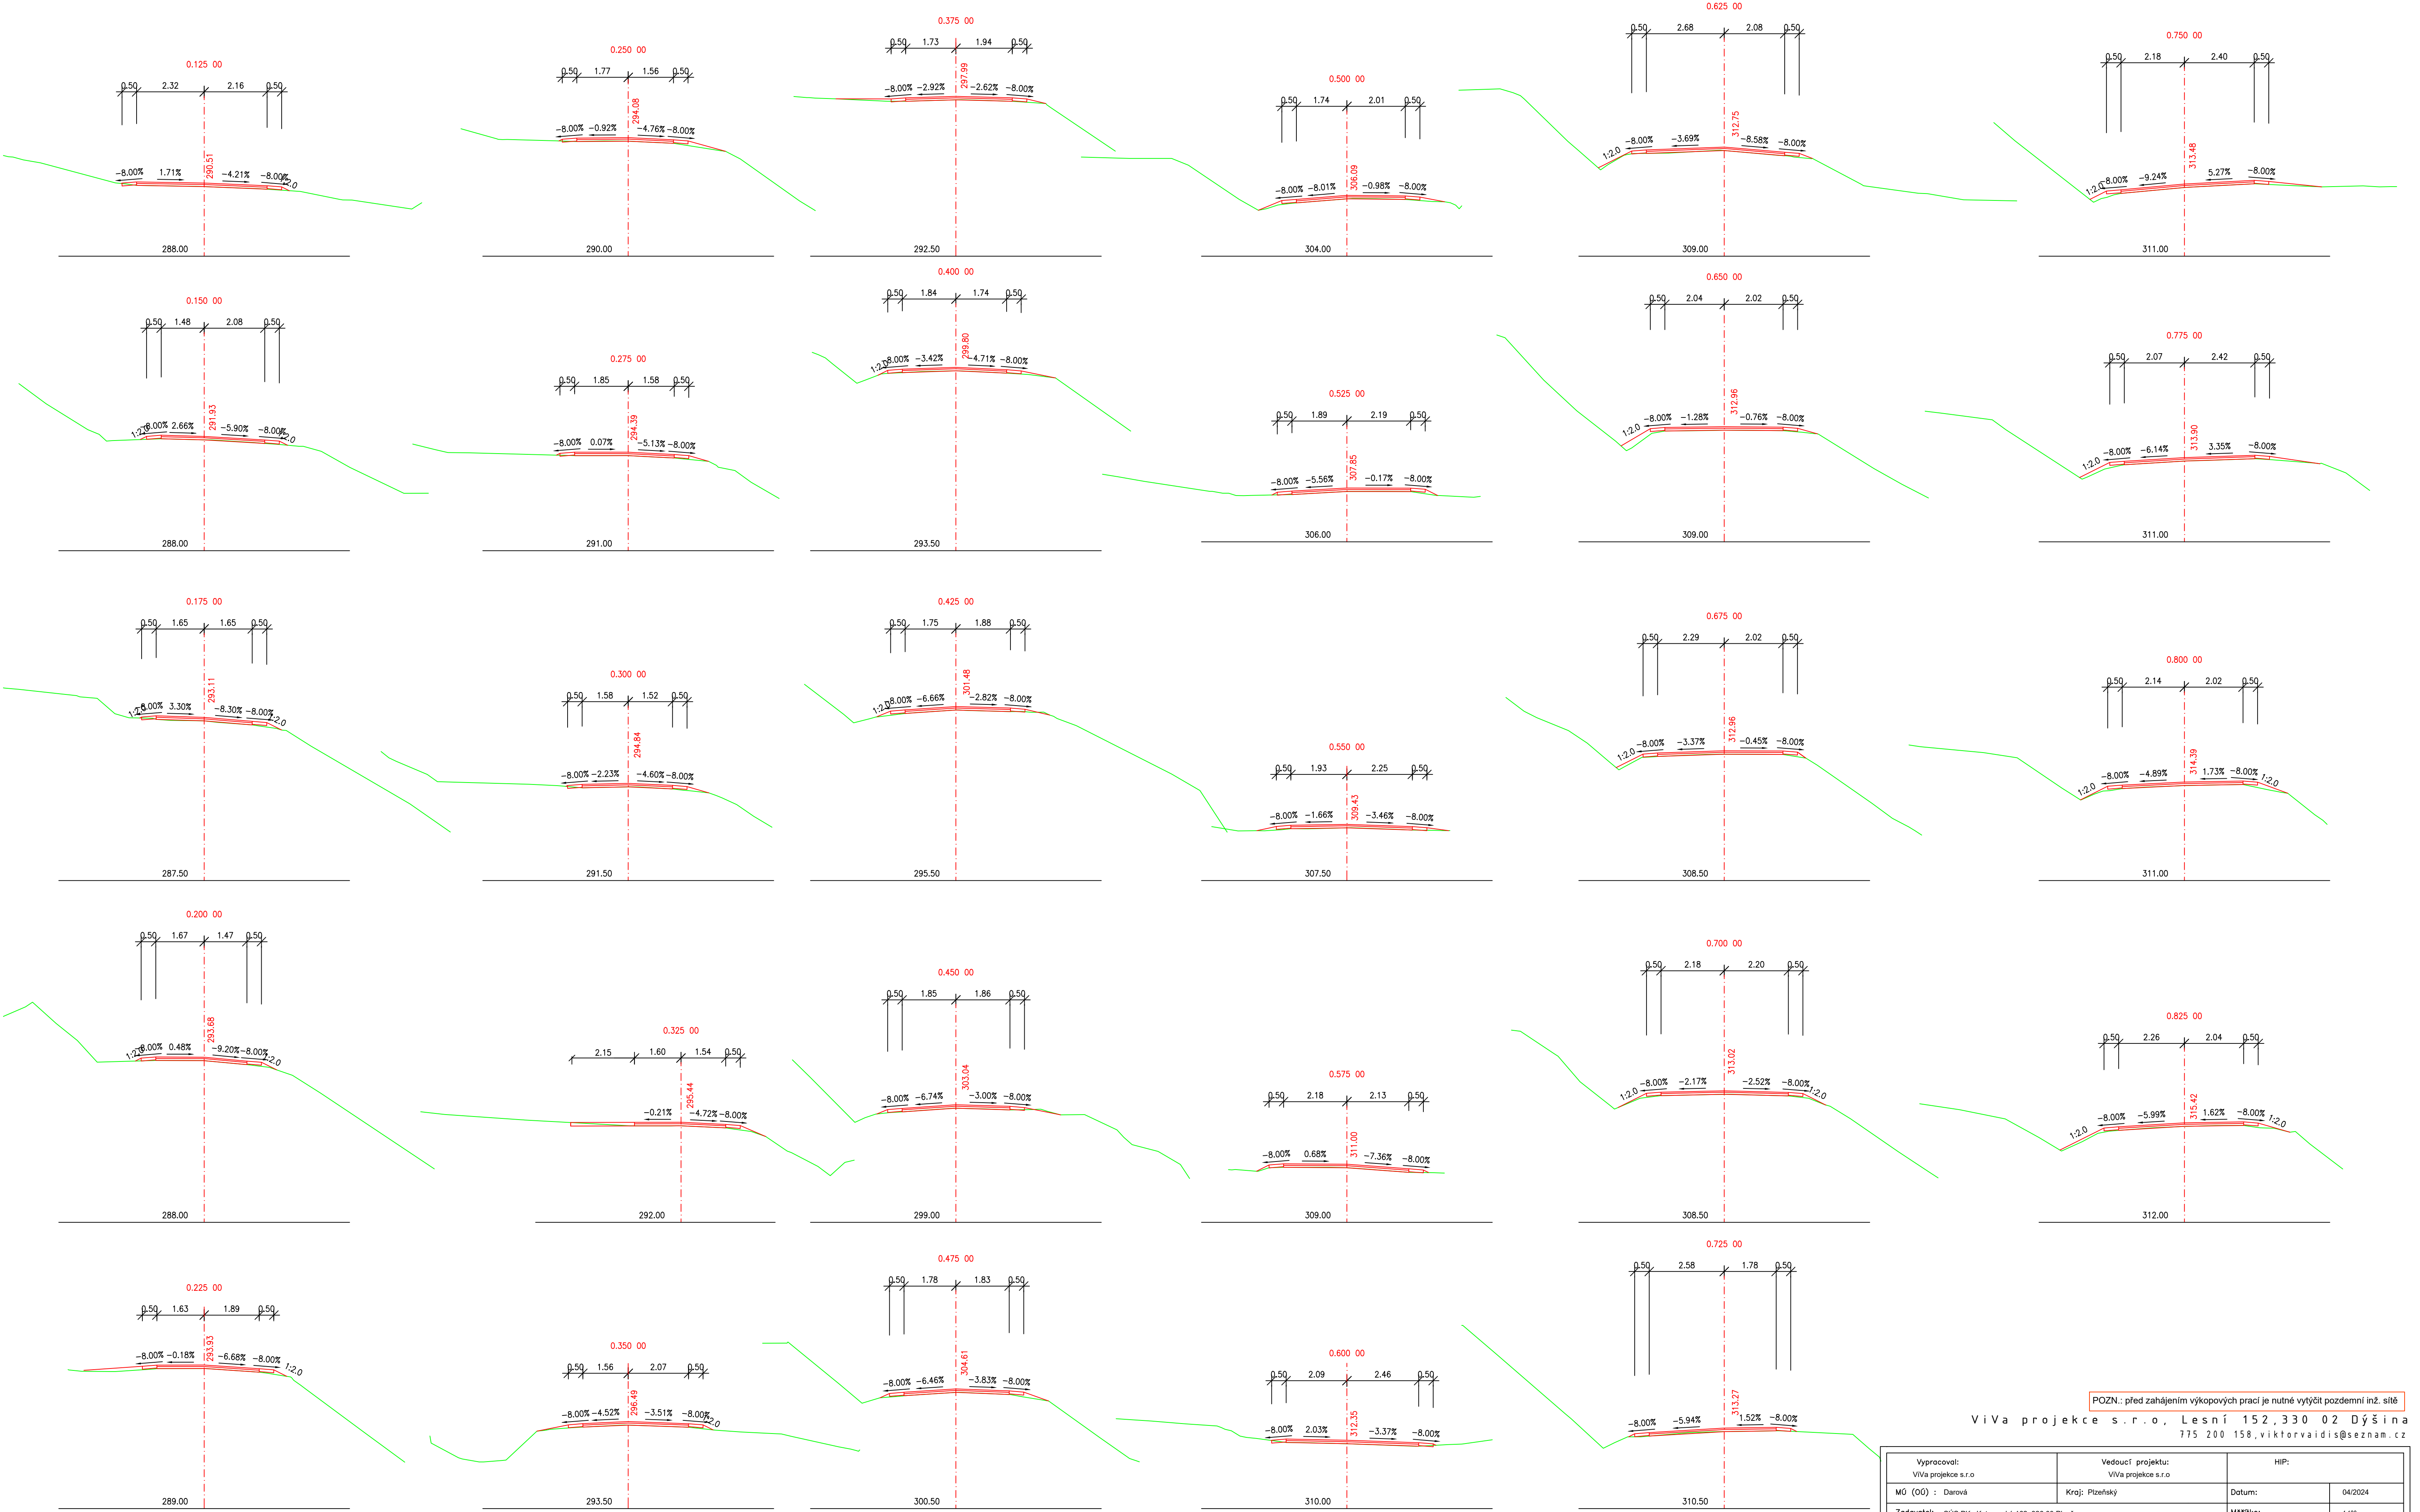 0.125 00
0.50 2.32 2.16 0.50
290.51
-8.00% 1.71% -4.21% -8.00% 1:2.0
288.00
0.150 00
0.50 1.48 2.08 0.50
291.93
1:2.0 -8.00% 2.66% -5.90% -8.00% 1:2.0
288.00
0.175 00
0.50 1.65 1.65 0.50
293.11
1:2.0 -8.00% 3.30% -8.30% -8.00% 1:2.0
287.50
0.200 00
0.50 1.67 1.47 0.50
293.68
1:2.0 -8.00% 0.48% -9.20% -8.00% 1:2.0
288.00
0.225 00
0.50 1.63 1.89 0.50
293.93
-8.00% -0.18% -6.68% -8.00% 1:2.0
289.00
0.250 00
0.50 1.77 1.56 0.50
294.08
-8.00% -0.92% -4.76% -8.00%
290.00
0.275 00
0.50 1.85 1.58 0.50
294.39
-8.00% 0.07% -5.13% -8.00%
291.00
0.300 00
0.50 1.58 1.52 0.50
294.84
-8.00% -2.23% -4.60% -8.00%
291.50
0.325 00
2.15 1.60 1.54 0.50
295.44
-0.21% -4.72% -8.00%
292.00
0.350 00
0.50 1.56 2.07 0.50
296.49
-8.00% -4.52% -3.51% -8.00% 1:2.0
293.50
0.375 00
0.50 1.73 1.94 0.50
297.99
-8.00% -2.92% -2.62% -8.00%
292.50
0.400 00
0.50 1.84 1.74 0.50
299.80
1:2.0 -8.00% -3.42% -4.71% -8.00%
293.50
0.425 00
0.50 1.75 1.88 0.50
301.48
1:2.0 -8.00% -6.66% -2.82% -8.00%
295.50
0.450 00
0.50 1.85 1.86 0.50
303.04
-8.00% -6.74% -3.00% -8.00%
299.00
0.475 00
0.50 1.78 1.83 0.50
304.61
-8.00% -6.46% -3.83% -8.00%
300.50
0.500 00
0.50 1.74 2.01 0.50
306.09
-8.00% -8.01% -0.98% -8.00%
304.00
0.525 00
0.50 1.89 2.19 0.50
307.85
-8.00% -5.56% -0.17% -8.00%
306.00
0.550 00
0.50 1.93 2.25 0.50
309.43
-8.00% -1.66% -3.46% -8.00%
307.50
0.575 00
0.50 2.18 2.13 0.50
311.00
-8.00% 0.68% -7.36% -8.00%
309.00
0.600 00
0.50 2.09 2.46 0.50
312.35
-8.00% 2.03% -3.37% -8.00%
310.00
0.625 00
0.50 2.68 2.08 0.50
312.75
1:2.0 -8.00% -3.69% -8.58% -8.00%
309.00
0.650 00
0.50 2.04 2.02 0.50
312.96
1:2.0 -8.00% -1.28% -0.76% -8.00%
309.00
0.675 00
0.50 2.29 2.02 0.50
312.96
1:2.0 -8.00% -3.37% -0.45% -8.00%
308.50
0.700 00
0.50 2.18 2.20 0.50
313.02
1:2.0 -8.00% -2.17% -2.52% -8.00% 1:2.0
308.50
0.725 00
0.50 2.58 1.78 0.50
313.27
-8.00% -5.94% 1.52% -8.00%
310.50
0.750 00
0.50 2.18 2.40 0.50
313.48
1:2.0 -8.00% -9.24% 5.27% -8.00%
311.00
0.775 00
0.50 2.07 2.42 0.50
313.90
1:2.0 -8.00% -6.14% 3.35% -8.00%
311.00
0.800 00
0.50 2.14 2.02 0.50
314.39
1:2.0 -8.00% -4.89% 1.73% -8.00% 1:2.0
311.00
0.825 00
0.50 2.26 2.04 0.50
315.42
1:2.0 -8.00% -5.99% 1.62% -8.00% 1:2.0
312.00
POZN.: před zahájením výkopových prací je nutné vytýčit pozdemní inž. sítě
ViVa projekce s.r.o, Lesní 152,330 02 Dýšina
775 200 158,viktorvaidis@seznam.cz
Vypracoval: Vedoucí projektu: HIP:
ViVa projekce s.r.o ViVa projekce s.r.o
MÚ (OÚ) : Darová Kraj: Plzeňský Datum: 04/2024